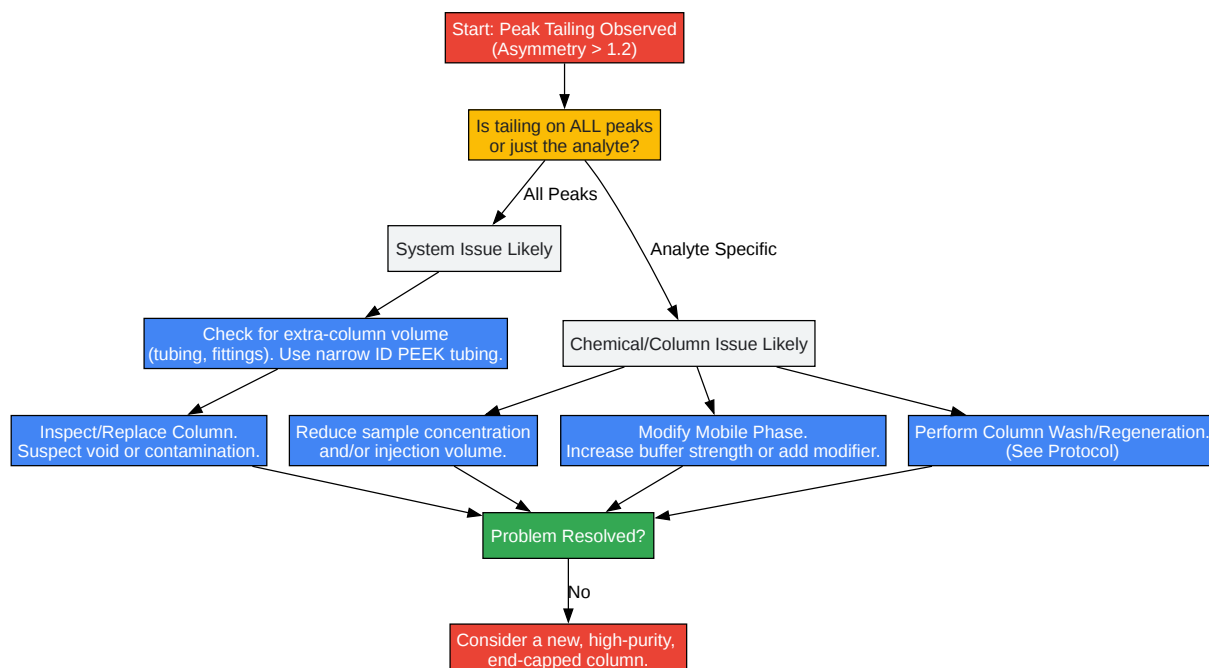 Start: Peak Tailing Observed
(Asymmetry > 1.2)
Is tailing on ALL peaks
or just the analyte?
All Peaks
System Issue Likely
Analyte Specific
Check for extra-column volume
(tubing, fittings). Use narrow ID PEEK tubing.
Chemical/Column Issue Likely
Inspect/Replace Column.
Suspect void or contamination.
Reduce sample concentration
and/or injection volume.
Modify Mobile Phase.
Increase buffer strength or add modifier.
Perform Column Wash/Regeneration.
(See Protocol)
Problem Resolved?
No
Consider a new, high-purity,
end-capped column.